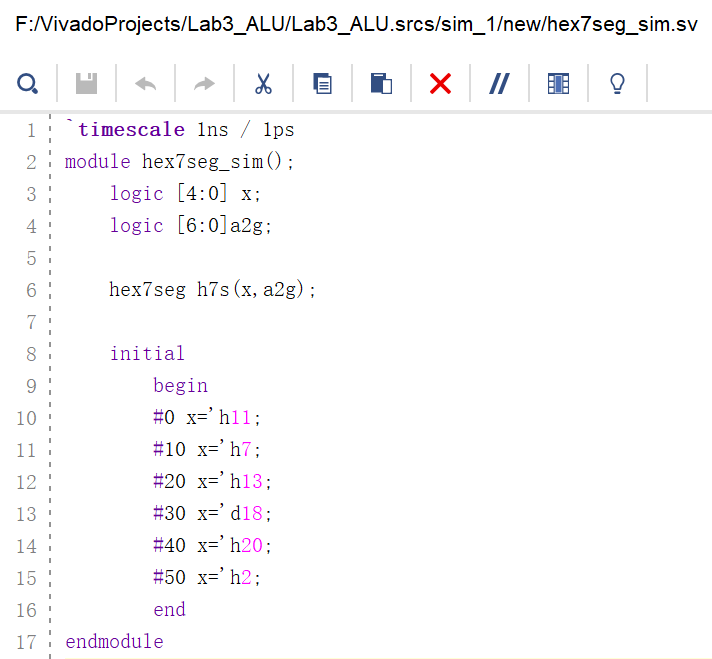 F:/VivadoProjects/Lab3_ALU/Lab3_ALU.srcs/sim_1/new/hex7seg_sim.sv
1 `timescale 1ns / 1ps
2 module hex7seg_sim();
3 logic [4:0] x;
4 logic [6:0]a2g;
5
6 hex7seg h7s(x,a2g);
7
8 initial
9 begin
10 #0 x='h11;
11 #10 x='h7;
12 #20 x='h13;
13 #30 x='d18;
14 #40 x='h20;
15 #50 x='h2;
16 end
17 endmodule